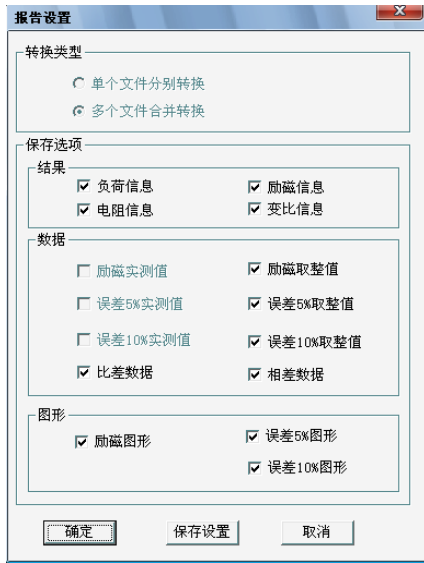 报告设置
转换类型
单个文件分别转换
多个文件合并转换
保存选项
结果
负荷信息 励磁信息
电阻信息 变比信息
数据
励磁实测值 励磁取整值
误差5%实测值 误差5%取整值
误差10%实测值 误差10%取整值
比差数据 相差数据
图形
励磁图形 误差5%图形
误差10%图形
确定 保存设置 取消